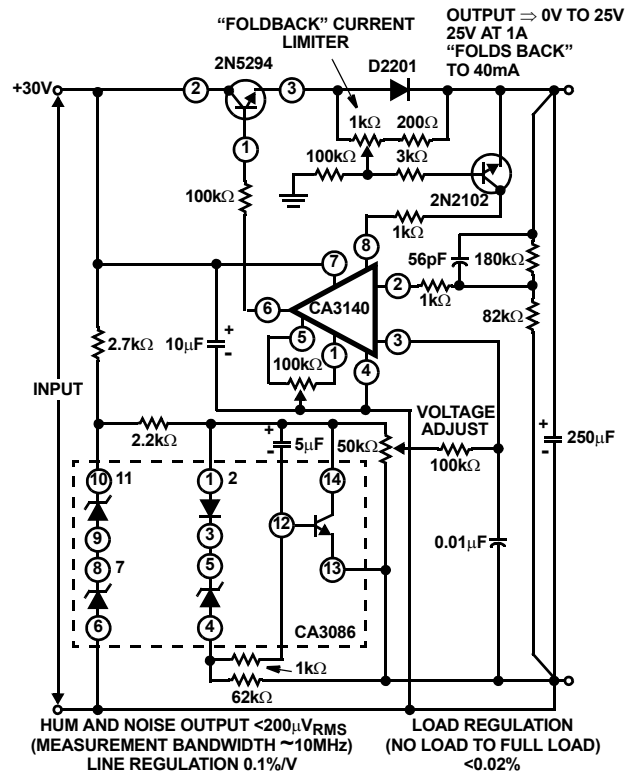 OUTPUT ⇒ 0V TO 25V
25V AT 1A
“FOLDS BACK”
TO 40mA
“FOLDBACK” CURRENT
LIMITER
2N5294
D2201
+30V
2
3
1kΩ
200Ω
1
100kΩ
3kΩ
100kΩ
2N2102
8
1kΩ
7
56pF
180kΩ
2
6
CA3140
1kΩ
82kΩ
2.7kΩ
10μF
+
-
5
1
3
4
100kΩ
INPUT
VOLTAGE
ADJUST
2.2kΩ
+
-
5μF
50kΩ
100kΩ
+
-
250μF
10
11
1
2
14
12
9
3
0.01μF
8
7
5
13
6
4
CA3086
1kΩ
62kΩ
HUM AND NOISE OUTPUT <200μVRMS
(MEASUREMENT BANDWIDTH ~10MHz)
LINE REGULATION 0.1%/V
LOAD REGULATION
(NO LOAD TO FULL LOAD)
<0.02%